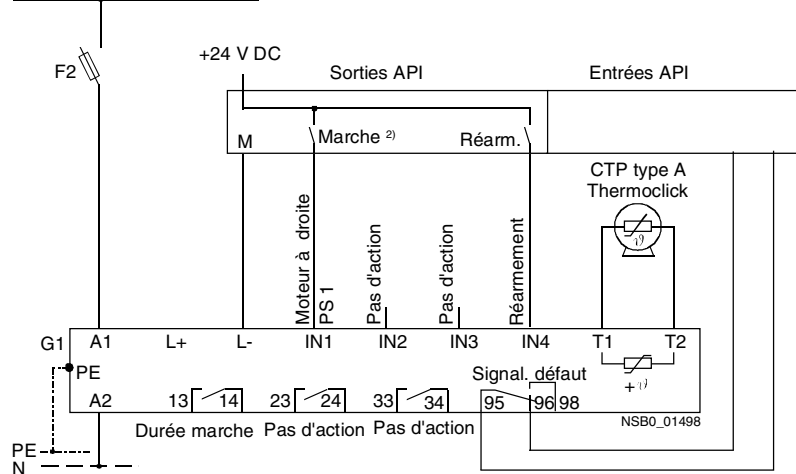 +24 V DC
F2
Sorties API
Entrées API
M
Marche 2)
Réarm.
CTP type A
Thermoclick
ϑ
Moteur à droite
PS 1
Pas d'action
Pas d'action
Réarmement
G1
A1
L+
L-
IN1
IN2
IN3
IN4
T1
T2
PE
Signal. défaut
+ϑ
A2
13
14
23
24
33
34
95
96
98
NSB0_01498
Durée marche
Pas d'action
Pas d'action
PE
N